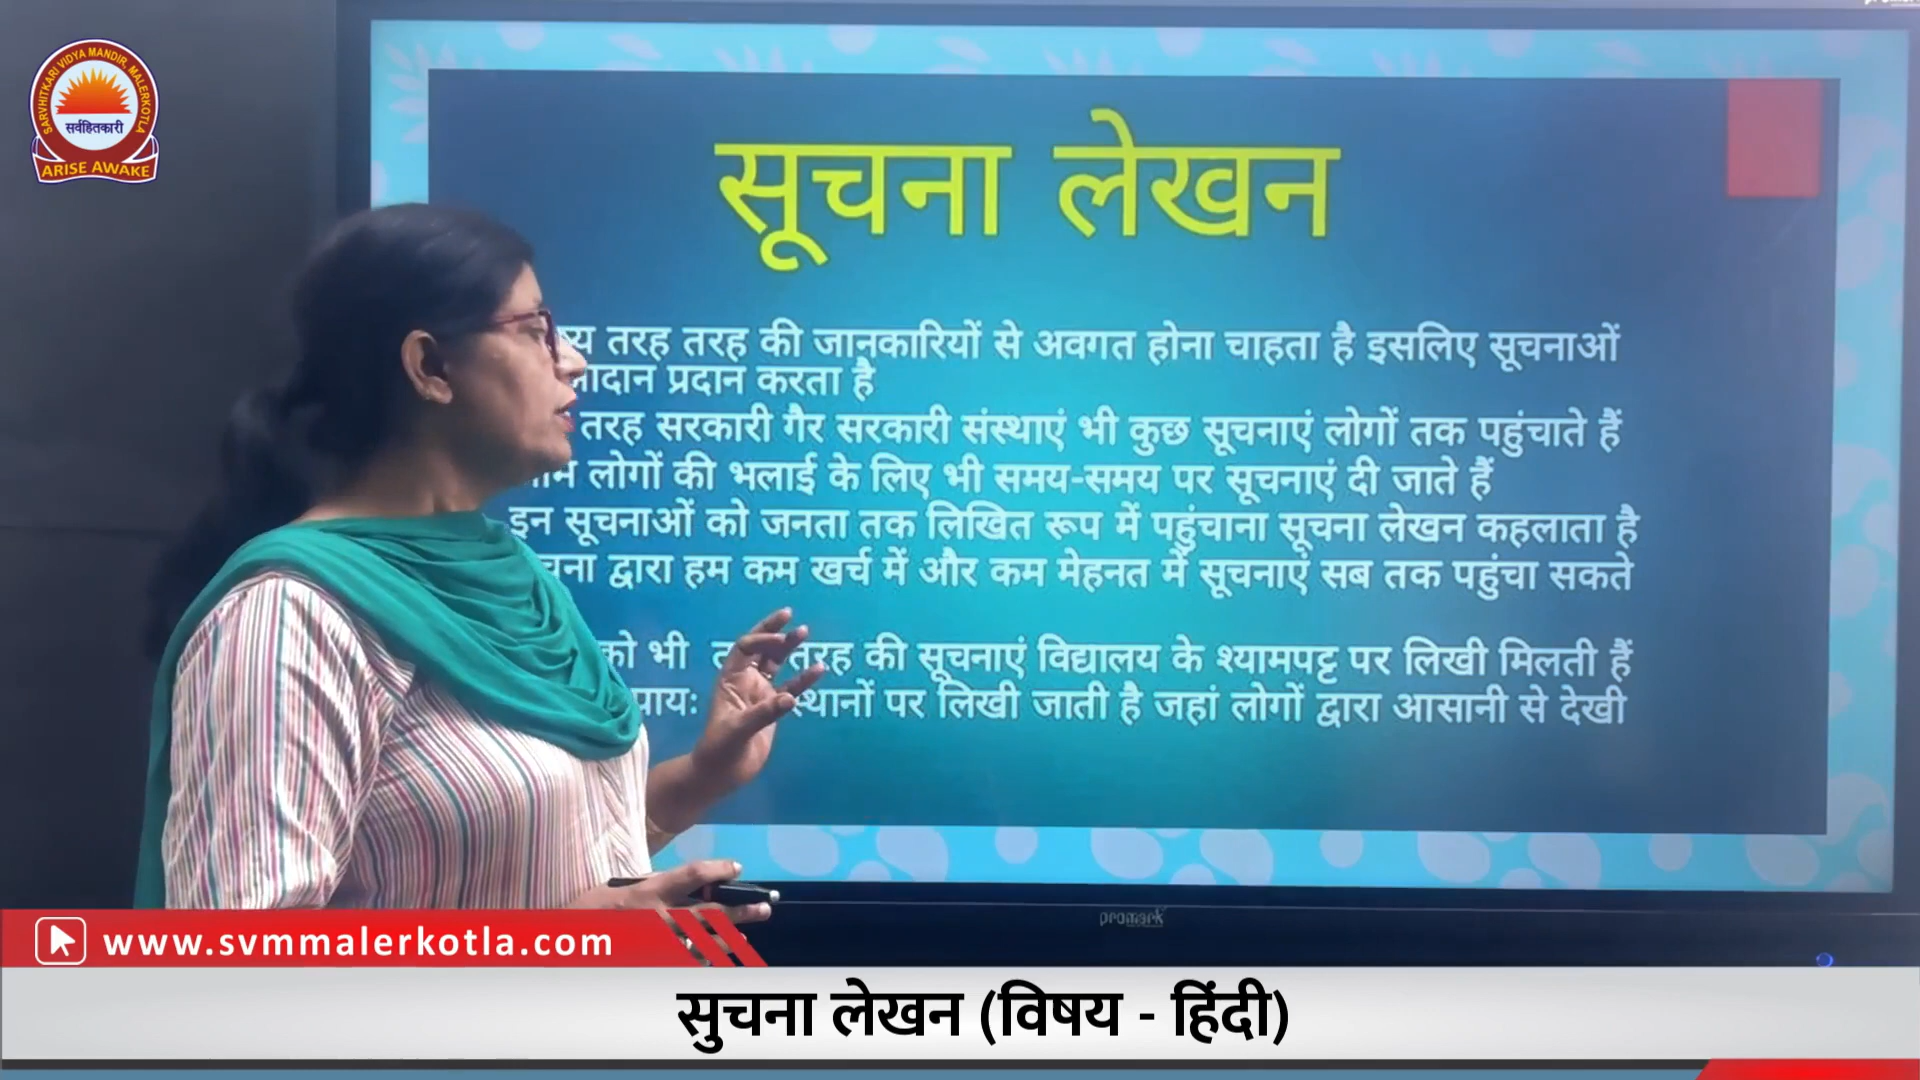 SARVHITKARI VIDYA MANDIR, MALERKOTLA
सर्वहितकारी
ARISE AWAKE
सूचना लेखन
तरह तरह की जानकारियों से अवगत होना चाहता है इसलिए सूचनाओं
प्रदान करता है
तरह सरकारी गैर सरकारी संस्थाएं भी कुछ सूचनाएं लोगों तक पहुंचाते हैं
लोगों की भलाई के लिए भी समय-समय पर सूचनाएं दी जाते हैं
इन सूचनाओं को जनता तक लिखित रूप में पहुंचाना सूचना लेखन कहलाता है
द्वारा हम कम खर्च में और कम मेहनत में सूचनाएं सब तक पहुंचा सकते
को भी तरह की सूचनाएं विद्यालय के श्यामपट्ट पर लिखी मिलती हैं
स्थानों पर लिखी जाती है जहां लोगों द्वारा आसानी से देखी
promark
www.svmmalerkotla.com
सुचना लेखन (विषय - हिंदी)